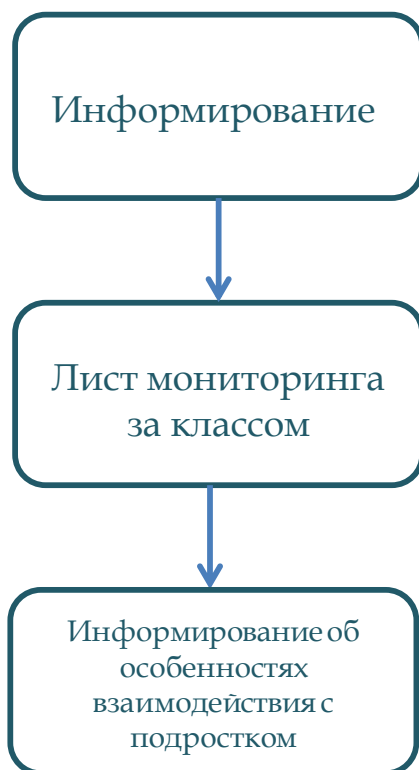 Информирование
Лист мониторинга
за классом
Информирование об
особенностях
взаимодействия с
подростком